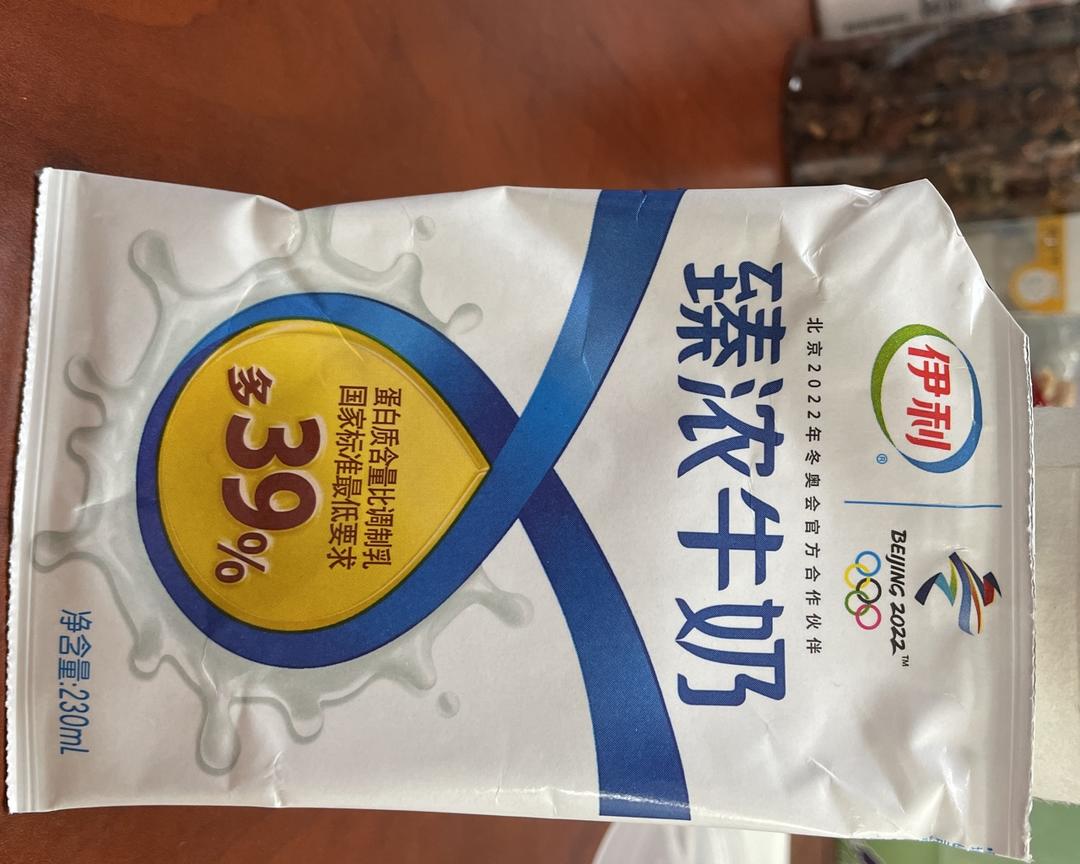 伊利
®
BEIJING 2022™
北京2022年冬奥会官方合作伙伴
臻浓牛奶
蛋白质含量比调制乳
国家标准最低要求
多39%
净含量:230mL